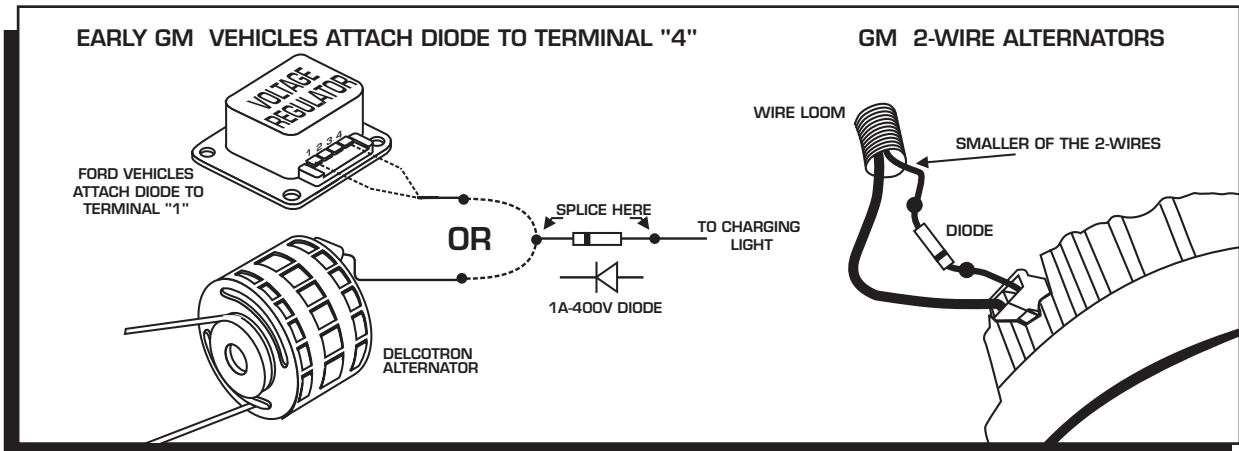 EARLY GM VEHICLES ATTACH DIODE TO TERMINAL "4"
VOLTAGE
REGULATOR
1 2 3 4
FORD VEHICLES
ATTACH DIODE TO
TERMINAL "1"
OR
SPLICE HERE
TO CHARGING
LIGHT
1A-400V DIODE
DELCOTRON
ALTERNATOR
GM 2-WIRE ALTERNATORS
WIRE LOOM
SMALLER OF THE 2-WIRES
DIODE